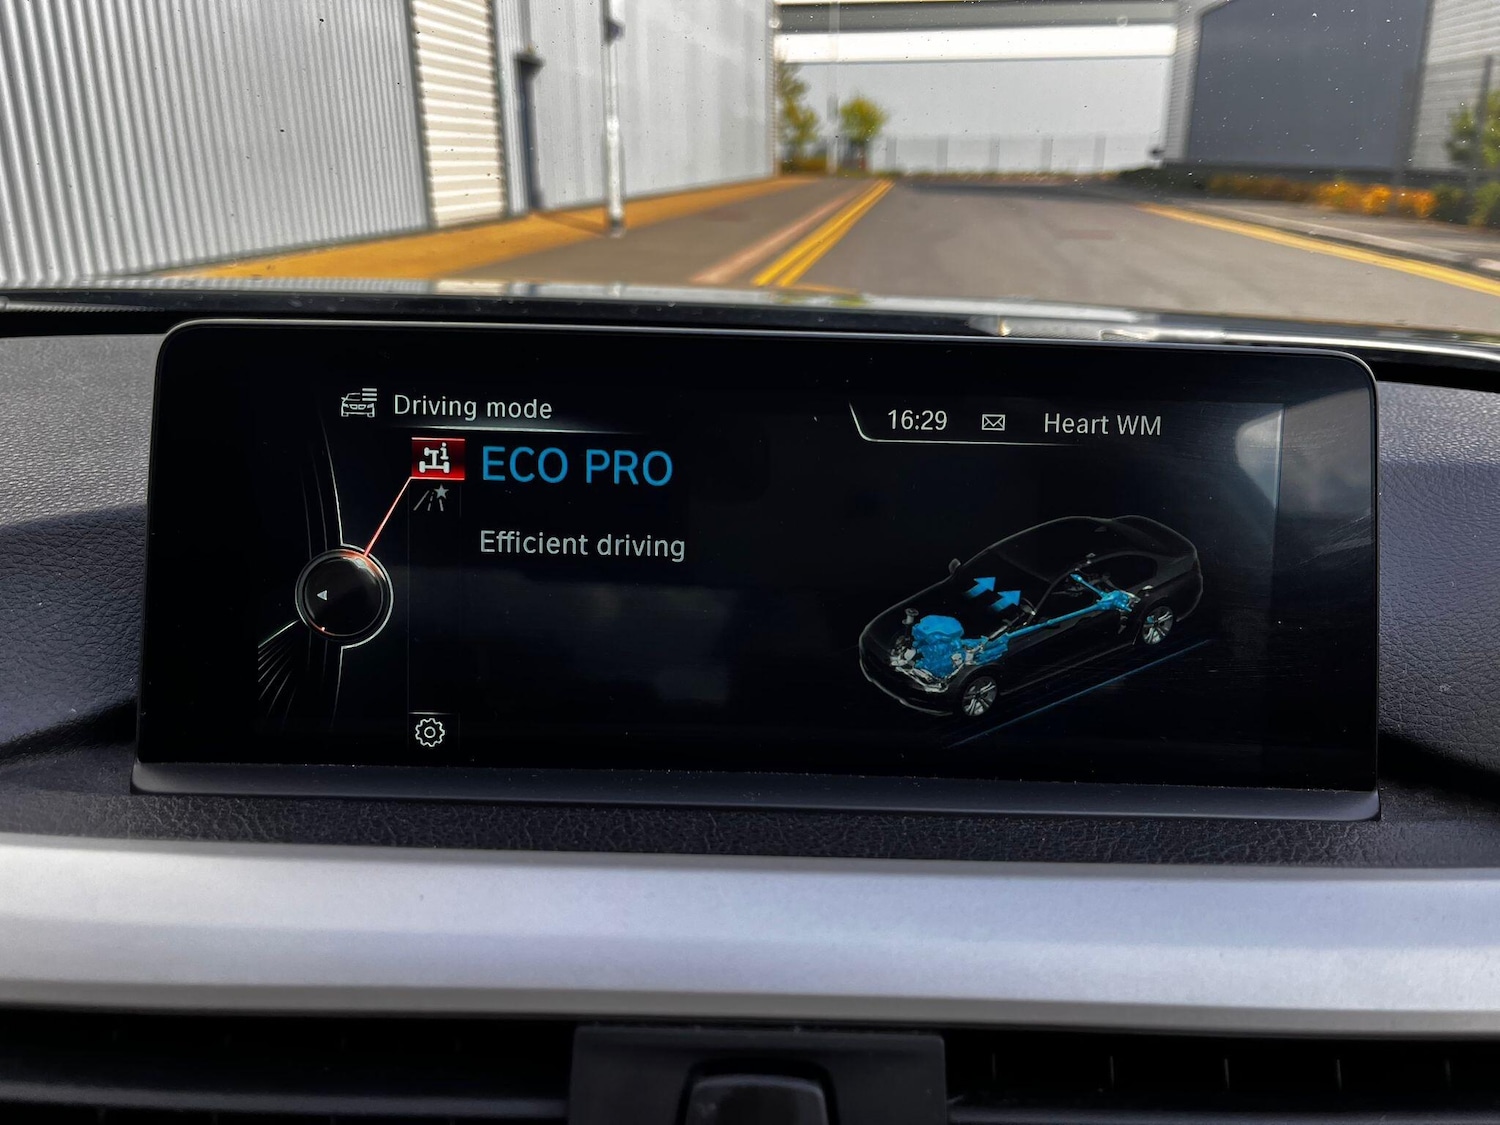 Driving mode
16:29 Heart WM
ECO PRO
Efficient driving